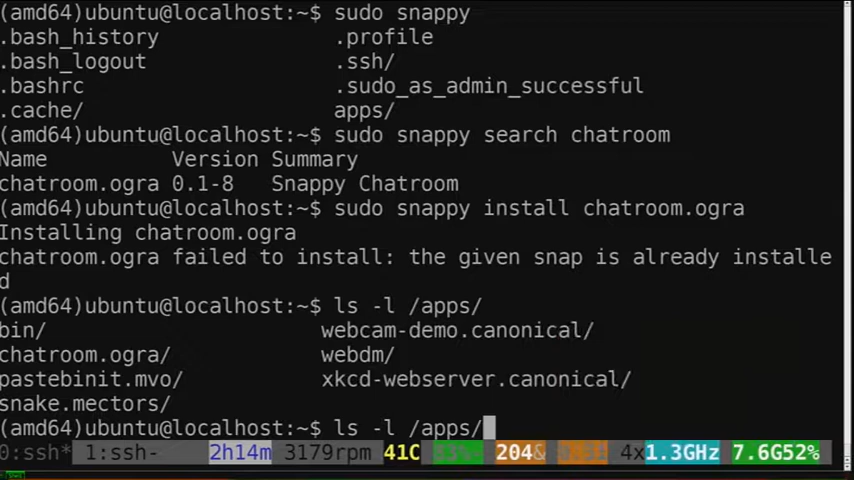 (amd64)ubuntu@localhost:~$ sudo snappy
.bash_history .profile
.bash_logout .ssh/
.bashrc .sudo_as_admin_successful
.cache/ apps/
(amd64)ubuntu@localhost:~$ sudo snappy search chatroom
Name Version Summary
chatroom.ogra 0.1-8 Snappy Chatroom
(amd64)ubuntu@localhost:~$ sudo snappy install chatroom.ogra
Installing chatroom.ogra
chatroom.ogra failed to install: the given snap is already installe
d
(amd64)ubuntu@localhost:~$ ls -l /apps/
bin/ webcam-demo.canonical/
chatroom.ogra/ webdm/
pastebinit.mvo/ xkcd-webserver.canonical/
snake.mectors/
(amd64)ubuntu@localhost:~$ ls -l /apps/
0:ssh* 1:ssh- 2h14m 3179rpm 41C 204& 4x1.3GHz 7.6G52%